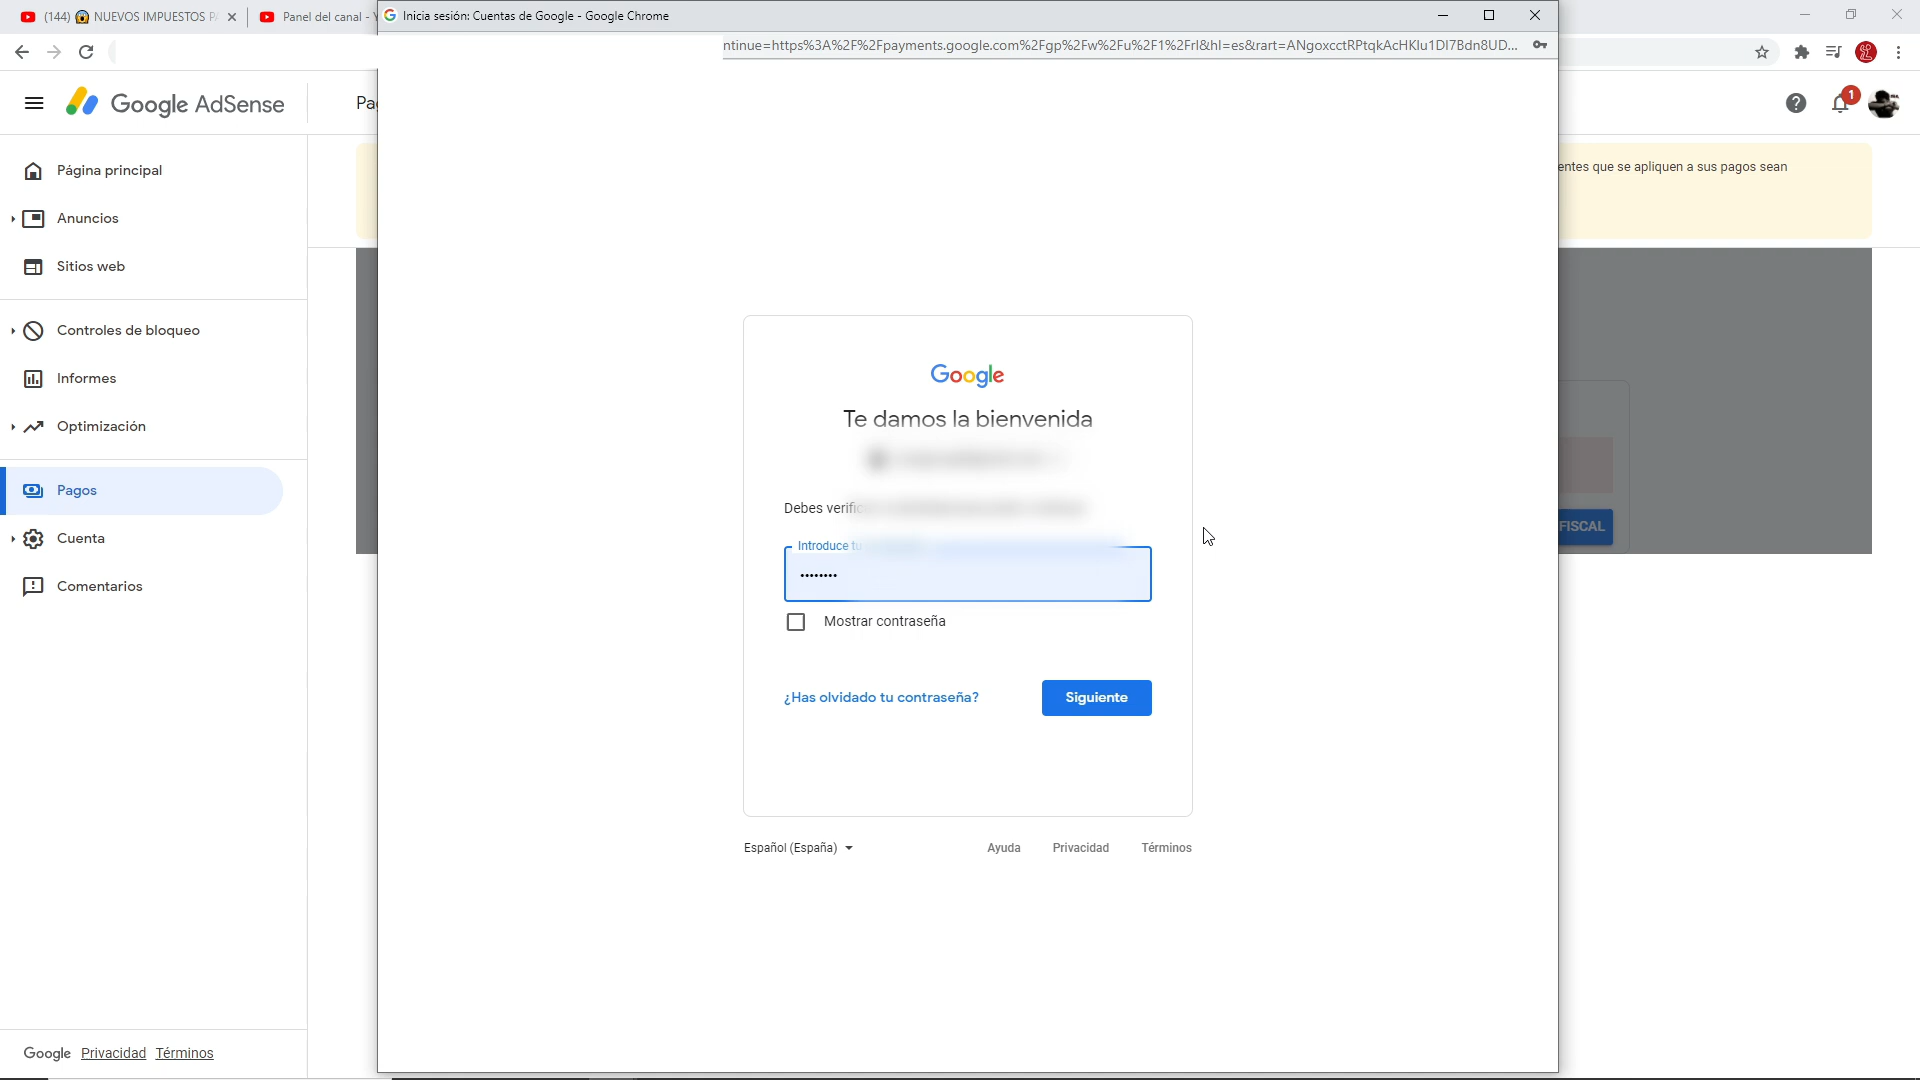 (144) 😱 NUEVOS IMPUESTOS
Panel del canal -
Inicia sesión: Cuentas de Google - Google Chrome
ntinue=https%3A%2F%2Fpayments.google.com%2Fgp%2Fw%2Fu%2F1%2Frl&hl=es&rart=ANgoxcctRPtqkAcHKlu1DI7Bdn8UD...
Google AdSense
1
entes que se apliquen a sus pagos sean
Página principal
Anuncios
Sitios web
Controles de bloqueo
Informes
Optimización
Pagos
Cuenta
Comentarios
FISCAL
Google
Te damos la bienvenida
Debes
Introduce tu
••••••••
Mostrar contraseña
¿Has olvidado tu contraseña?
Siguiente
Español (España)
Ayuda
Privacidad
Términos
Google Privacidad Términos